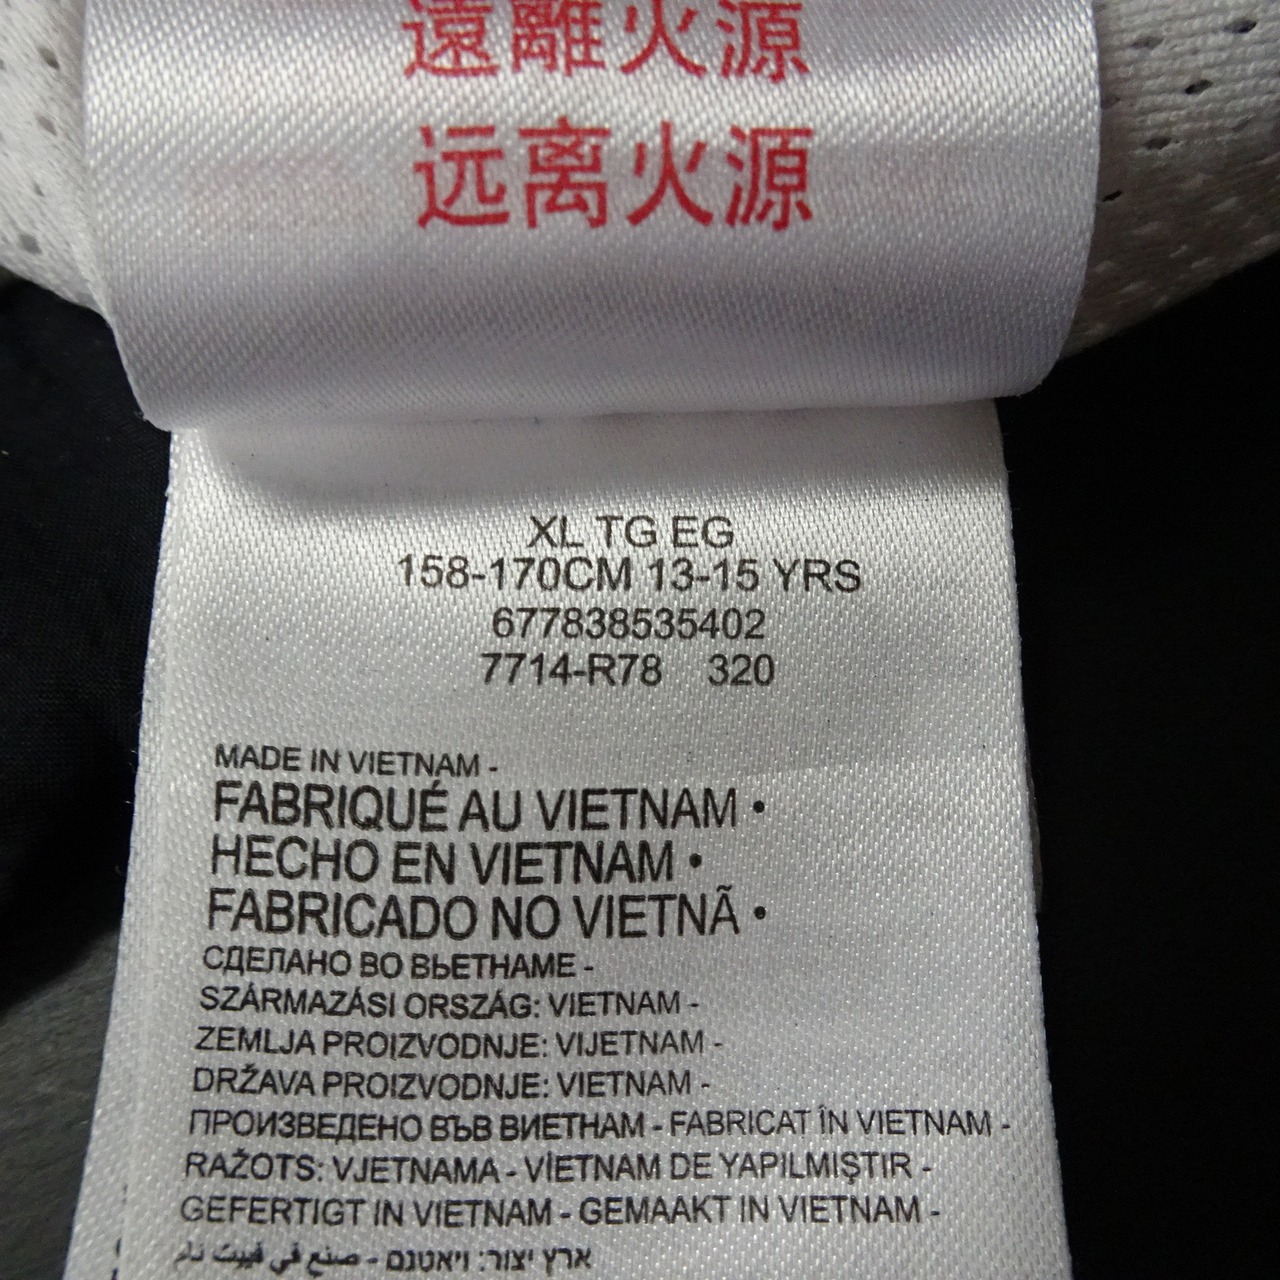 遠離火源
远离火源
XL TG EG
158-170CM 13-15 YRS
677838535402
7714-R78 320
MADE IN VIETNAM -
FABRIQUÉ AU VIETNAM •
HECHO EN VIETNAM •
FABRICADO NO VIETNÃ •
СДЕЛАНО ВО ВЬЕТНАМЕ -
SZÁRMAZÁSI ORSZÁG: VIETNAM -
ZEMLJA PROIZVODNJE: VIJETNAM -
DRŽAVA PROIZVODNJE: VIETNAM -
ПРОИЗВЕДЕНО ВЪВ ВИЕТНАМ - FABRICAT ÎN VIETNAM -
RAŽOTS: VJETNAMA - VİETNAM DE YAPILMIŞTIR -
GEFERTIGT IN VIETNAM - GEMAAKT IN VIETNAM -
ארץ יצור: ויאטנם - صنع في فييت نام